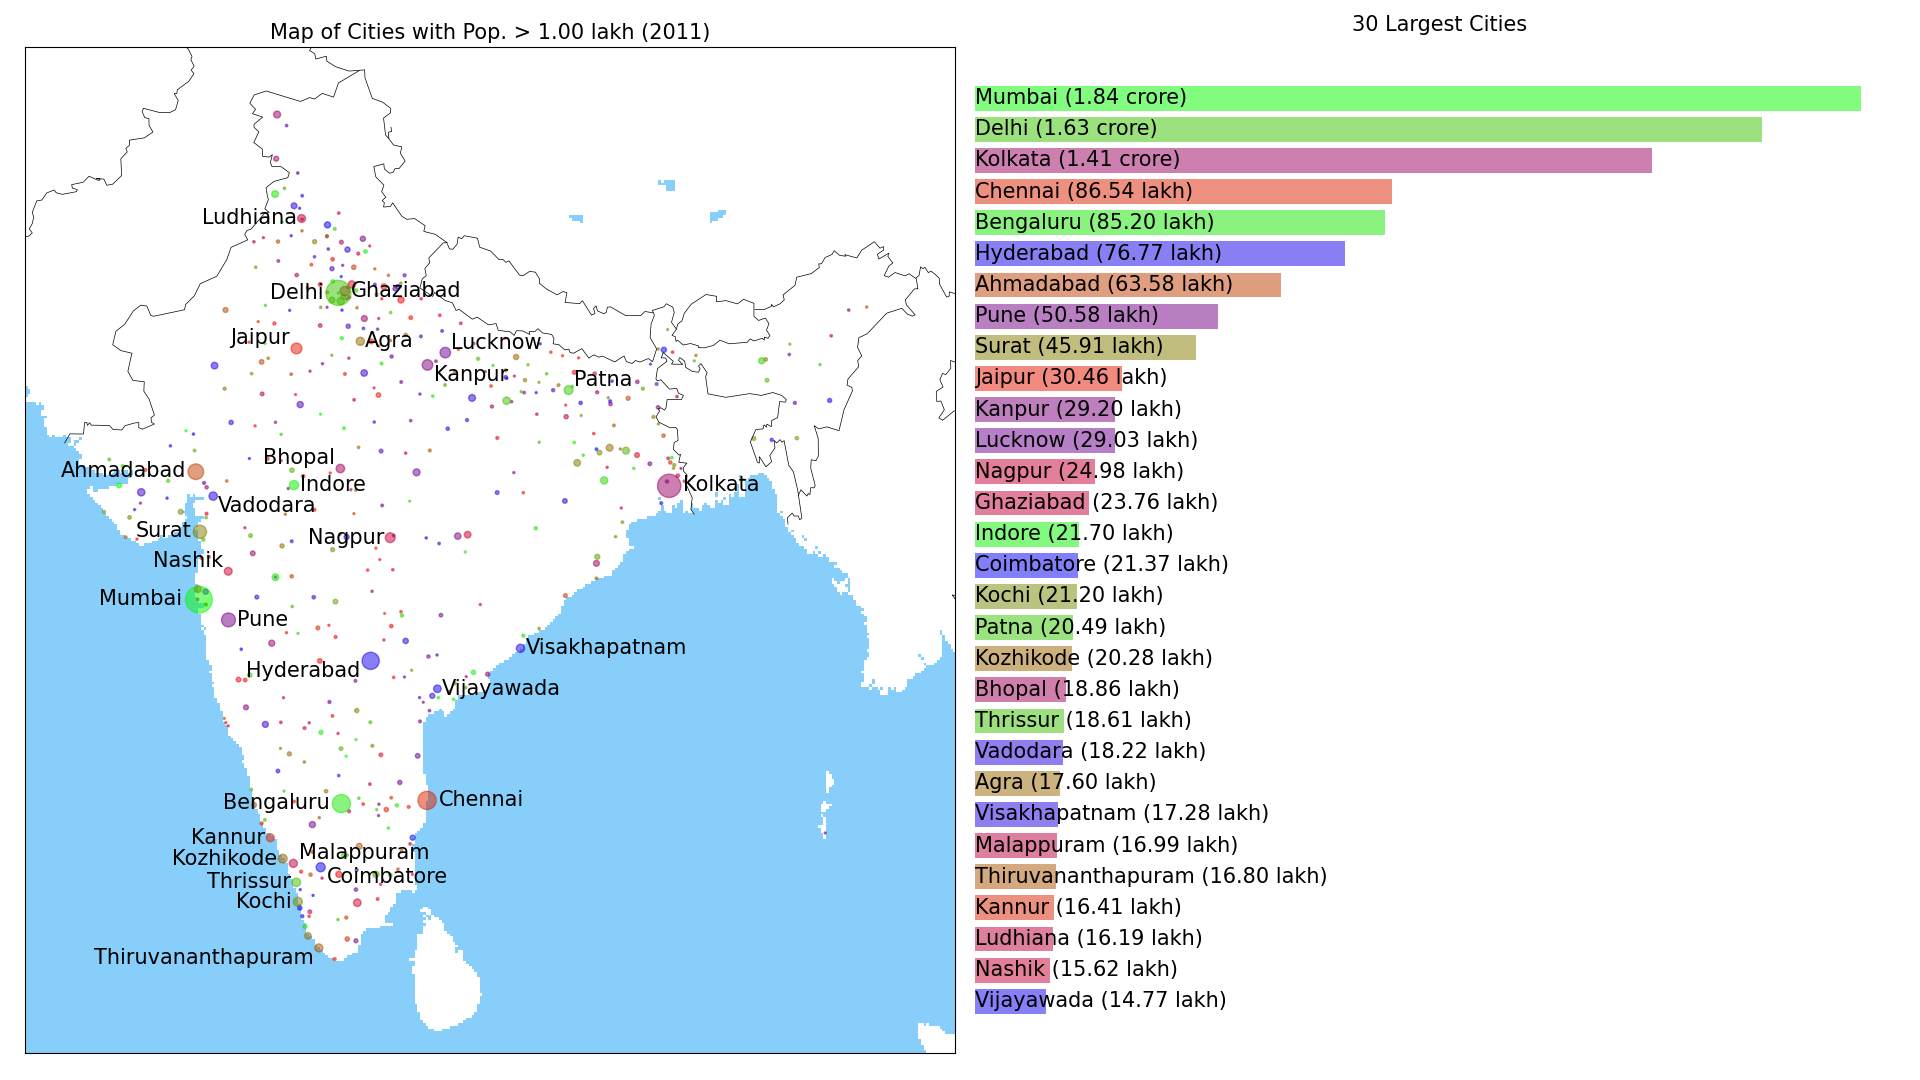 Map of Cities with Pop. > 1.00 lakh (2011)
Ludhiana
Delhi
Ghaziabad
Jaipur
Agra
Lucknow
Kanpur
Patna
Bhopal
Ahmadabad
Indore
Kolkata
Vadodara
Surat
Nagpur
Nashik
Mumbai
Pune
Visakhapatnam
Hyderabad
Vijayawada
Bengaluru
Chennai
Kannur
Malappuram
Kozhikode
Coimbatore
Thrissur
Kochi
Thiruvananthapuram
30 Largest Cities
Mumbai (1.84 crore)
Delhi (1.63 crore)
Kolkata (1.41 crore)
Chennai (86.54 lakh)
Bengaluru (85.20 lakh)
Hyderabad (76.77 lakh)
Ahmadabad (63.58 lakh)
Pune (50.58 lakh)
Surat (45.91 lakh)
Jaipur (30.46 lakh)
Kanpur (29.20 lakh)
Lucknow (29.03 lakh)
Nagpur (24.98 lakh)
Ghaziabad (23.76 lakh)
Indore (21.70 lakh)
Coimbatore (21.37 lakh)
Kochi (21.20 lakh)
Patna (20.49 lakh)
Kozhikode (20.28 lakh)
Bhopal (18.86 lakh)
Thrissur (18.61 lakh)
Vadodara (18.22 lakh)
Agra (17.60 lakh)
Visakhapatnam (17.28 lakh)
Malappuram (16.99 lakh)
Thiruvananthapuram (16.80 lakh)
Kannur (16.41 lakh)
Ludhiana (16.19 lakh)
Nashik (15.62 lakh)
Vijayawada (14.77 lakh)